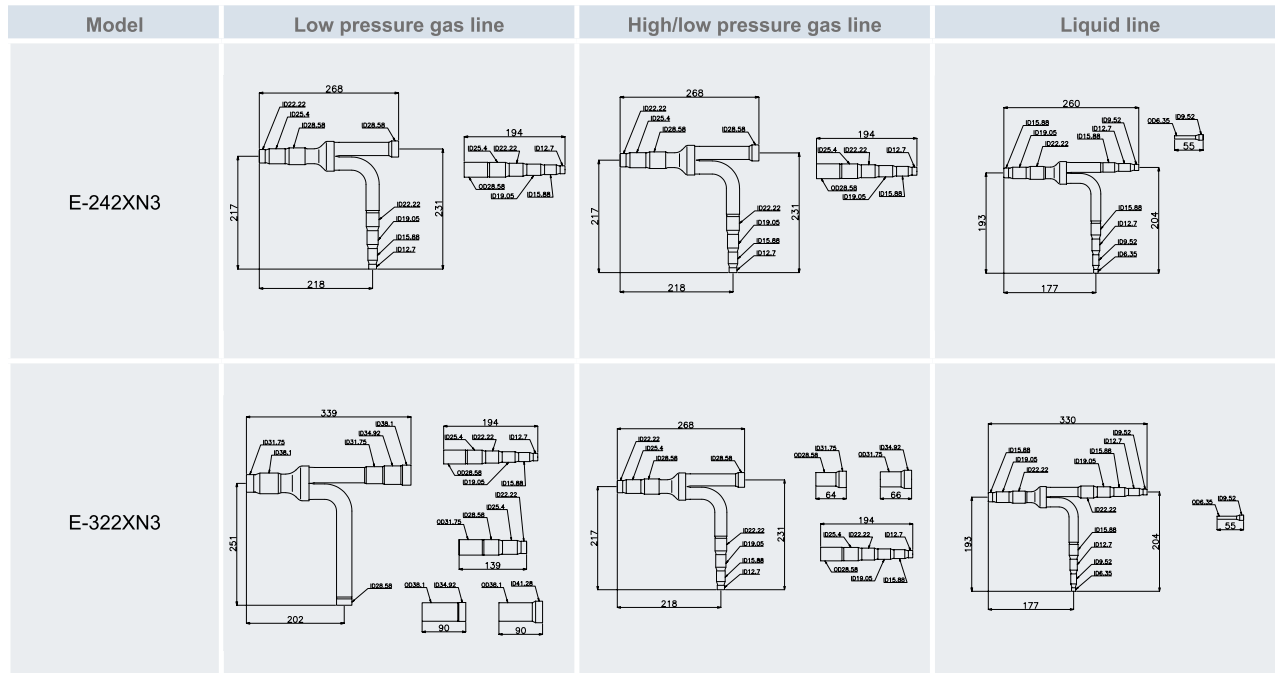 Model
Low pressure gas line
High/low pressure gas line
Liquid line
E-242XN3
268
ID22.22
ID25.4
ID28.58
ID28.58
217
231
ID22.22
ID19.05
ID15.88
ID12.7
218
194
ID25.4
ID22.22
ID12.7
OD28.58
ID19.05
ID15.88
268
ID22.22
ID25.4
ID28.58
ID28.58
217
231
ID22.22
ID19.05
ID15.88
ID12.7
218
194
ID25.4
ID22.22
ID12.7
OD28.58
ID19.05
ID15.88
260
ID15.88
ID19.05
ID22.22
ID9.52
ID12.7
ID15.88
193
204
ID15.88
ID12.7
ID9.52
ID6.35
177
OD6.35
ID9.52
55
E-322XN3
339
ID31.75
ID38.1
ID38.1
ID34.92
ID31.75
251
ID28.58
202
194
ID25.4
ID22.22
ID12.7
OD28.58
ID19.05
ID15.88
ID22.22
ID25.4
ID28.58
OD31.75
139
OD38.1
ID34.92
90
OD38.1
ID41.28
90
268
ID22.22
ID25.4
ID28.58
ID28.58
217
231
ID22.22
ID19.05
ID15.88
ID12.7
218
ID31.75
OD28.58
64
ID34.92
OD31.75
66
194
ID25.4
ID22.22
ID12.7
OD28.58
ID19.05
ID15.88
330
ID15.88
ID19.05
ID22.22
ID9.52
ID12.7
ID15.88
ID19.05
ID22.22
193
204
ID15.88
ID12.7
ID9.52
ID6.35
177
OD6.35
ID9.52
55